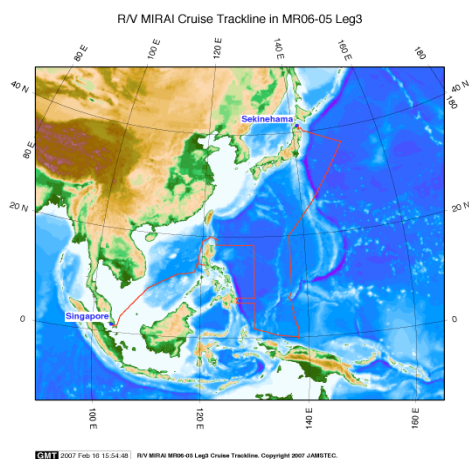 R/V MIRAI Cruise Trackline in MR06-05 Leg3
80 E
100 E
120 E
140 E
160 E
180
40 N
40 N
180
Sekinehama
80 E
20 N
20 N
Singapore
0
0
100 E
120 E
140 E
160 E
GMT 2007 Feb 16 15:54:48 R/V MIRAI MR06-05 Leg3 Cruise Trackline. Copyright 2007 JAMSTEC.